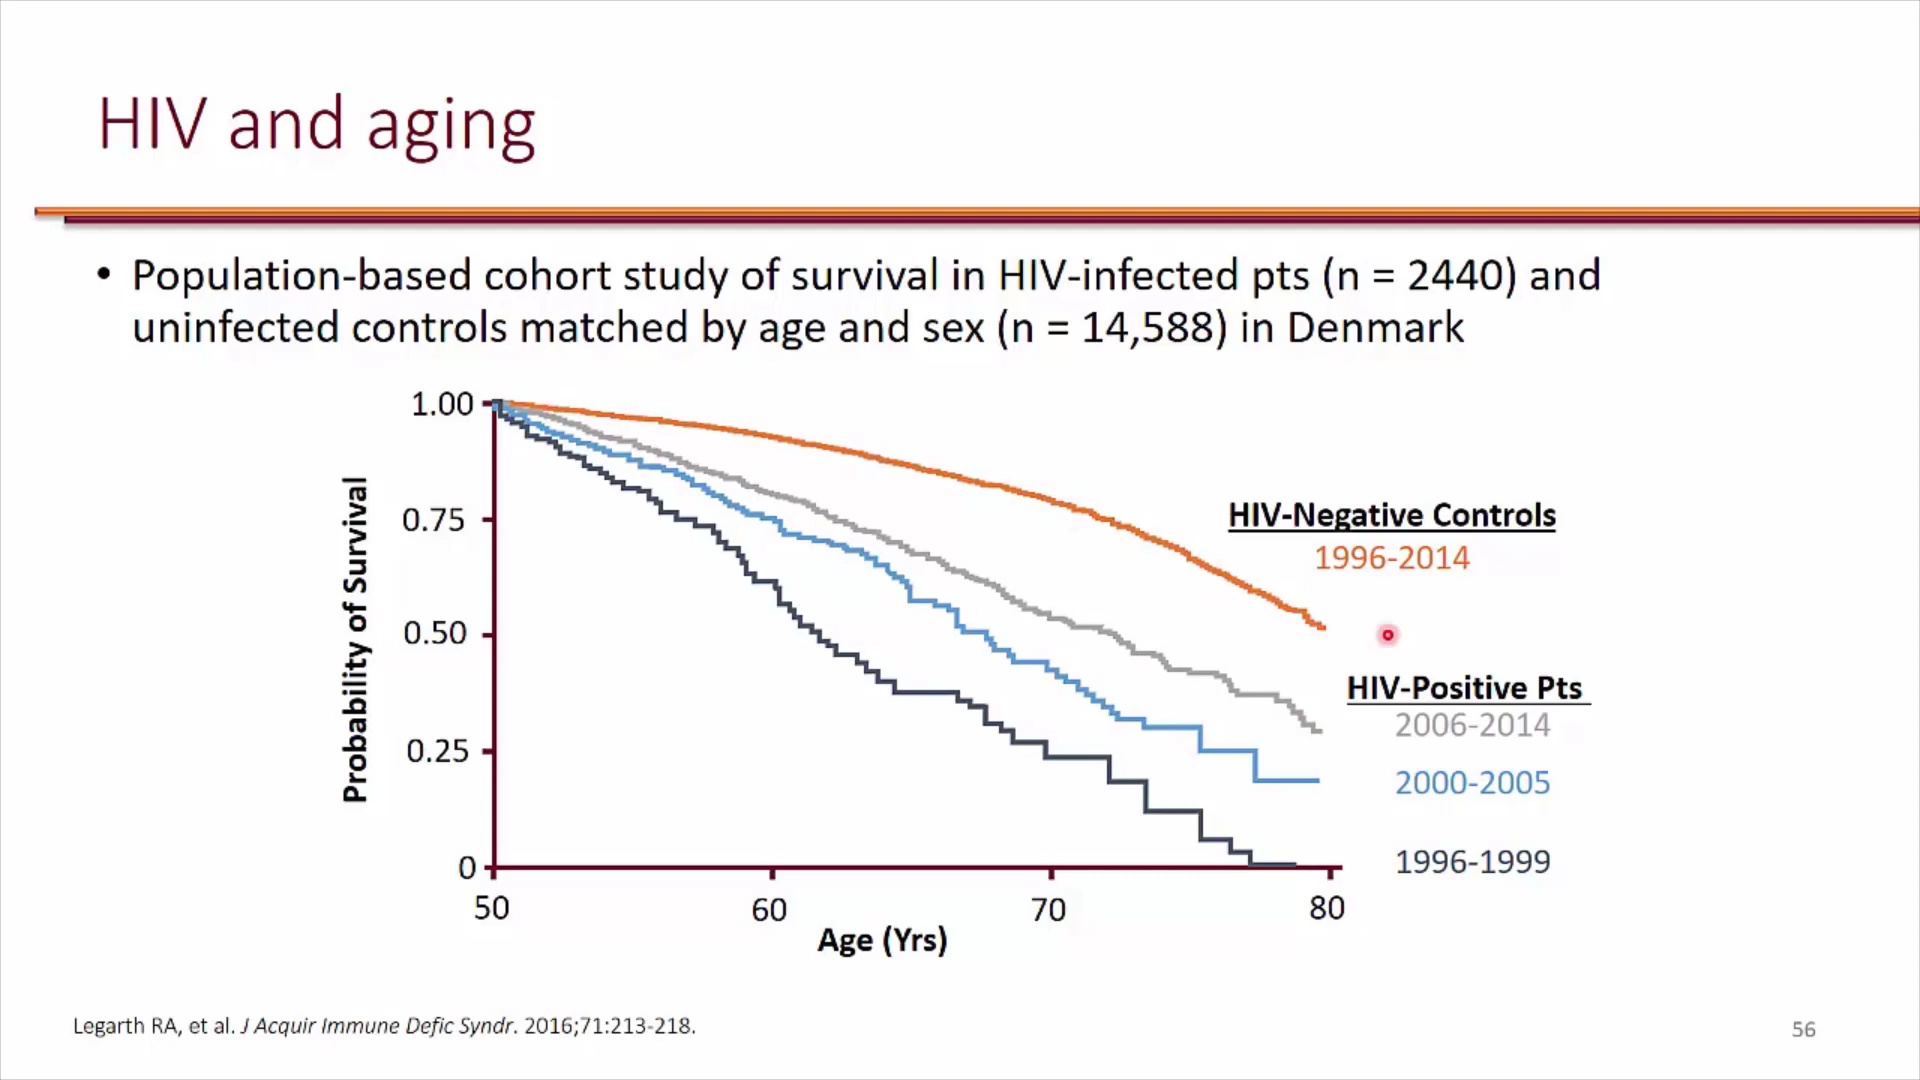 HIV and aging
• Population-based cohort study of survival in HIV-infected pts (n = 2440) and
uninfected controls matched by age and sex (n = 14,588) in Denmark
Probability of Survival
1.00
0.75
0.50
0.25
0
50
60
70
80
Age (Yrs)
HIV-Negative Controls
1996-2014
HIV-Positive Pts
2006-2014
2000-2005
1996-1999
Legarth RA, et al. J Acquir Immune Defic Syndr. 2016;71:213-218.
56